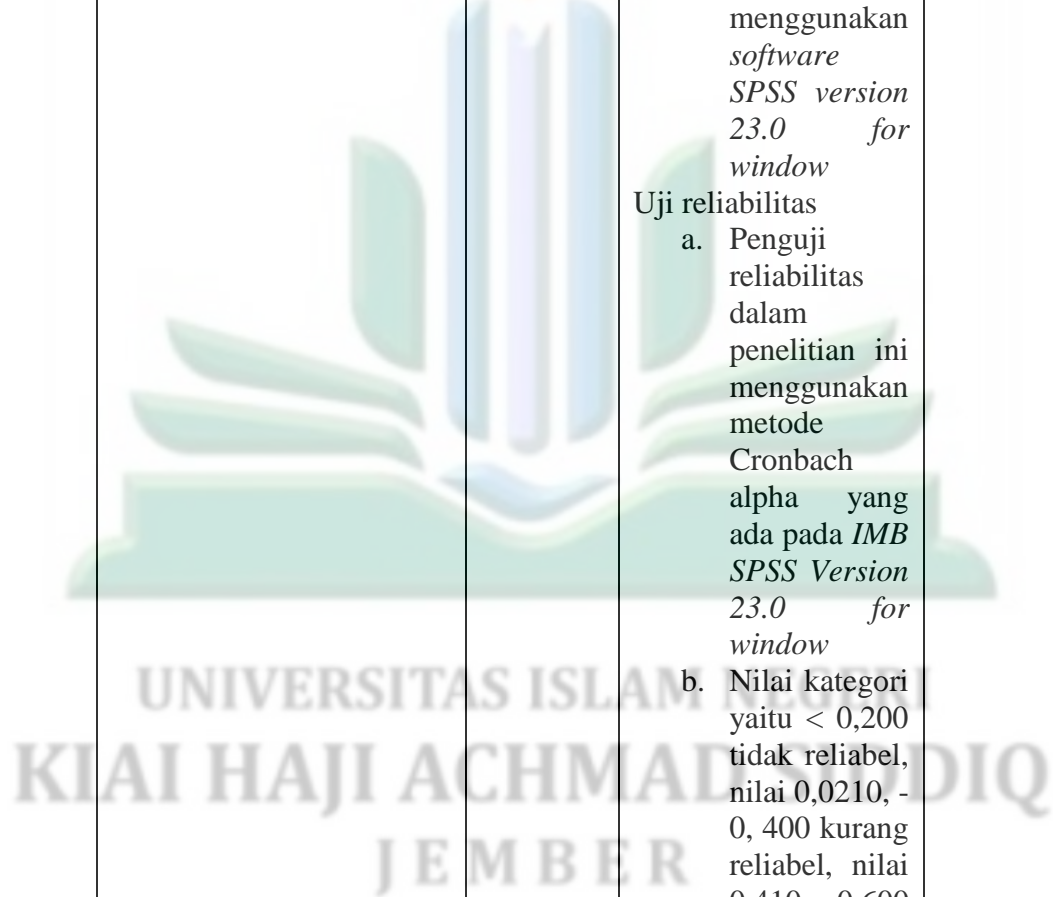 menggunakan
software
SPSS version
23.0 for
window
Uji reliabilitas
a. Penguji
reliabilitas
dalam
penelitian ini
menggunakan
metode
Cronbach
alpha yang
ada pada IMB
SPSS Version
23.0 for
window
b. Nilai kategori
yaitu < 0,200
tidak reliabel,
nilai 0,0210, -
0, 400 kurang
reliabel, nilai
UNIVERSITAS ISLAM NEGERI
KIAI HAJI ACHMAD SIDDIQ
JEMBER